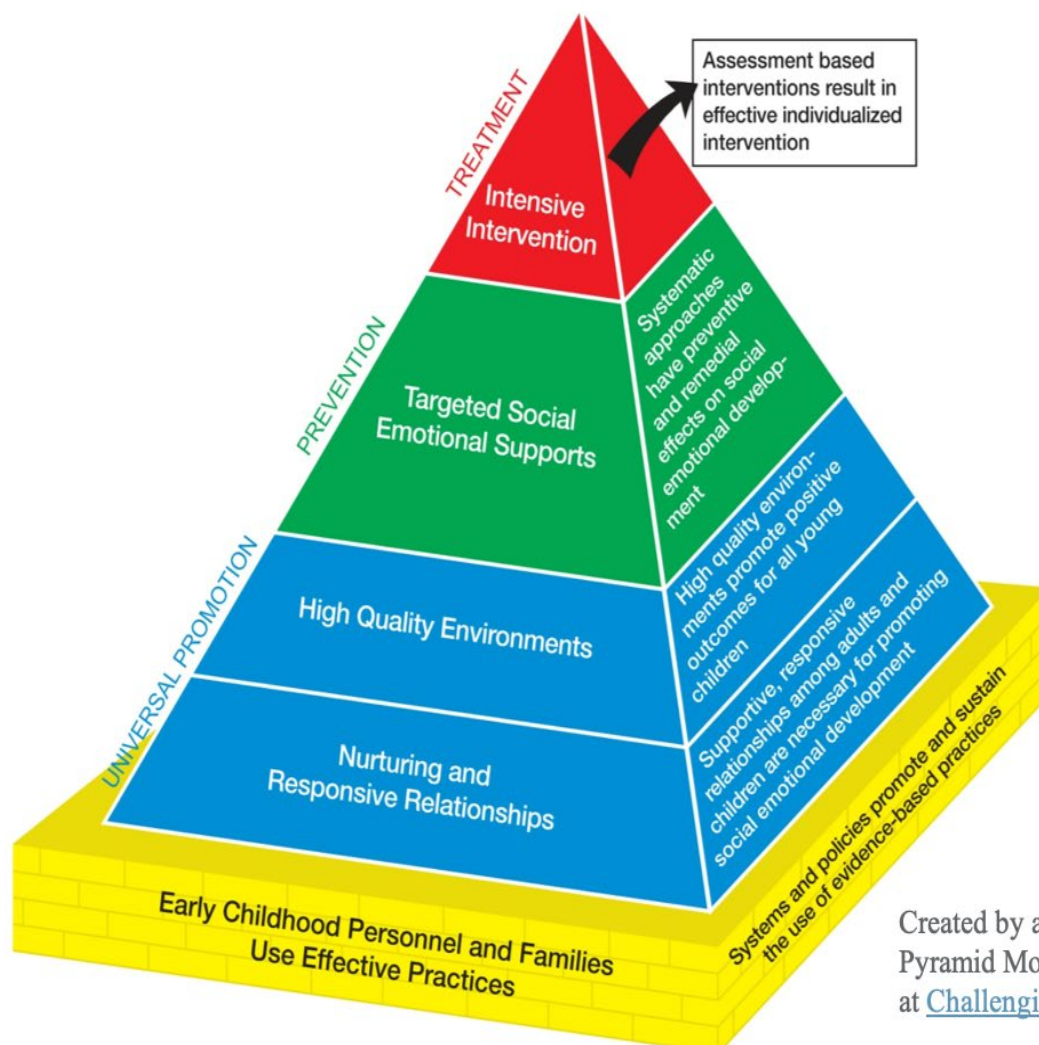 Assessment based
interventions result in
effective individualized
intervention
TREATMENT
Intensive
Intervention
PREVENTION
Targeted Social
Emotional Supports
Systematic
approaches
have preventive
and remedial
effects on social
emotional develop-
ment
UNIVERSAL PROMOTION
High Quality Environments
High quality environ-
ments promote positive
outcomes for all young
children
Nurturing and
Responsive Relationships
Supportive, responsive
relationships among adults and
children are necessary for promoting
social emotional development
Early Childhood Personnel and Families
Use Effective Practices
Systems and policies promote and sustain
the use of evidence-based practices
Created by a
Pyramid Mo
at Challengi